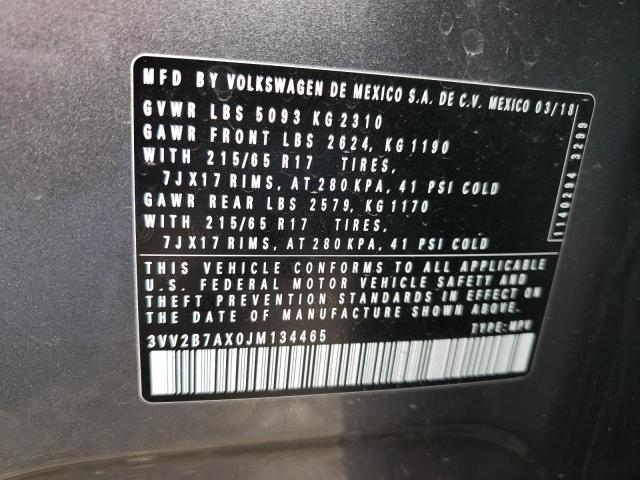 MFD BY VOLKSWAGEN DE MEXICO S.A. DE C.V. MEXICO 03/18
GVWR LBS 5093 KG 2310
GAWR FRONT LBS 2624, KG 1190
WITH 215/65 R17 TIRES,
7JX17 RIMS, AT 280 KPA, 41 PSI COLD
GAWR REAR LBS 2579, KG 1170
WITH 215/65 R17 TIRES,
7JX17 RIMS, AT 280 KPA, 41 PSI COLD
THIS VEHICLE CONFORMS TO ALL APPLICABLE
U.S. FEDERAL MOTOR VEHICLE SAFETY AND
THEFT PREVENTION STANDARDS IN EFFECT ON
THE DATE OF MANUFACTURE SHOWN ABOVE.
3VV2B7AX0JM134465 TYPE: MPV
1140294 3299